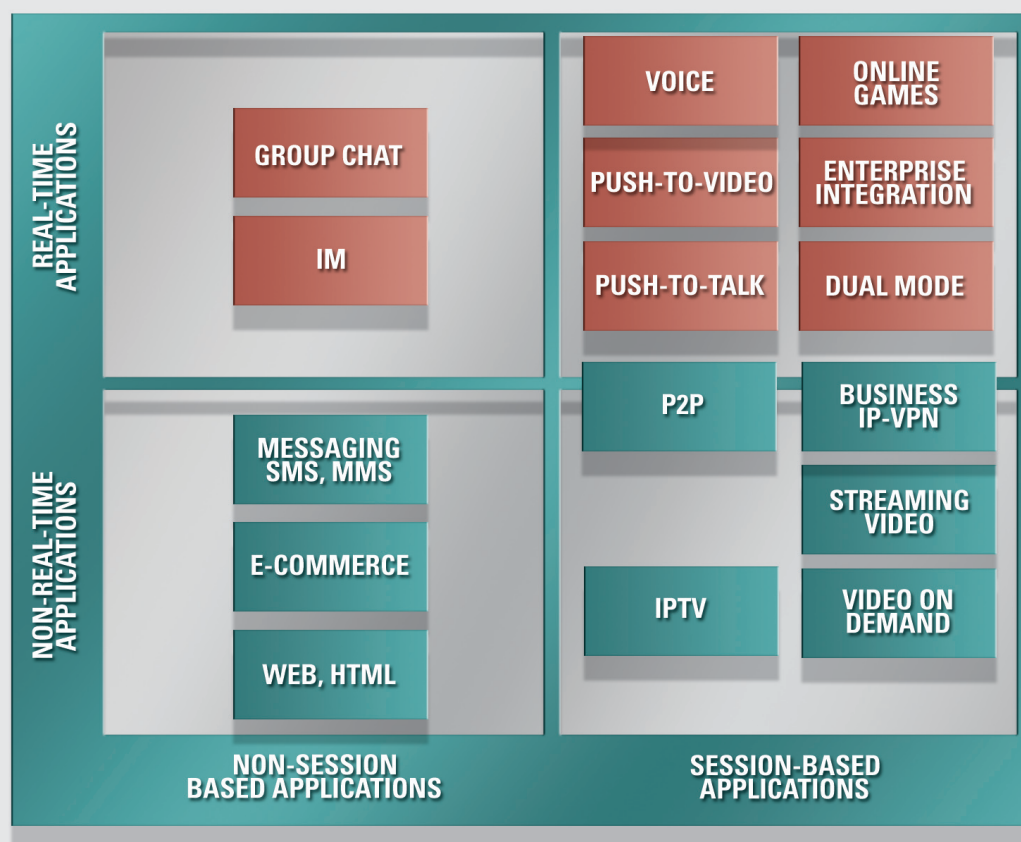 REAL-TIME
APPLICATIONS
GROUP CHAT
IM
VOICE
ONLINE
GAMES
PUSH-TO-VIDEO
ENTERPRISE
INTEGRATION
PUSH-TO-TALK
DUAL MODE
NON-REAL-TIME
APPLICATIONS
MESSAGING
SMS, MMS
E-COMMERCE
WEB, HTML
P2P
BUSINESS
IP-VPN
STREAMING
VIDEO
IPTV
VIDEO ON
DEMAND
NON-SESSION
BASED APPLICATIONS
SESSION-BASED
APPLICATIONS